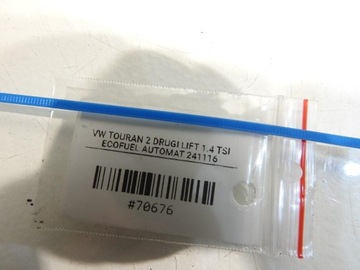 VW TOURAN 2 DRUGI LIFT 1.4 TSI
ECOFUEL AUTOMAT 241116
#70676